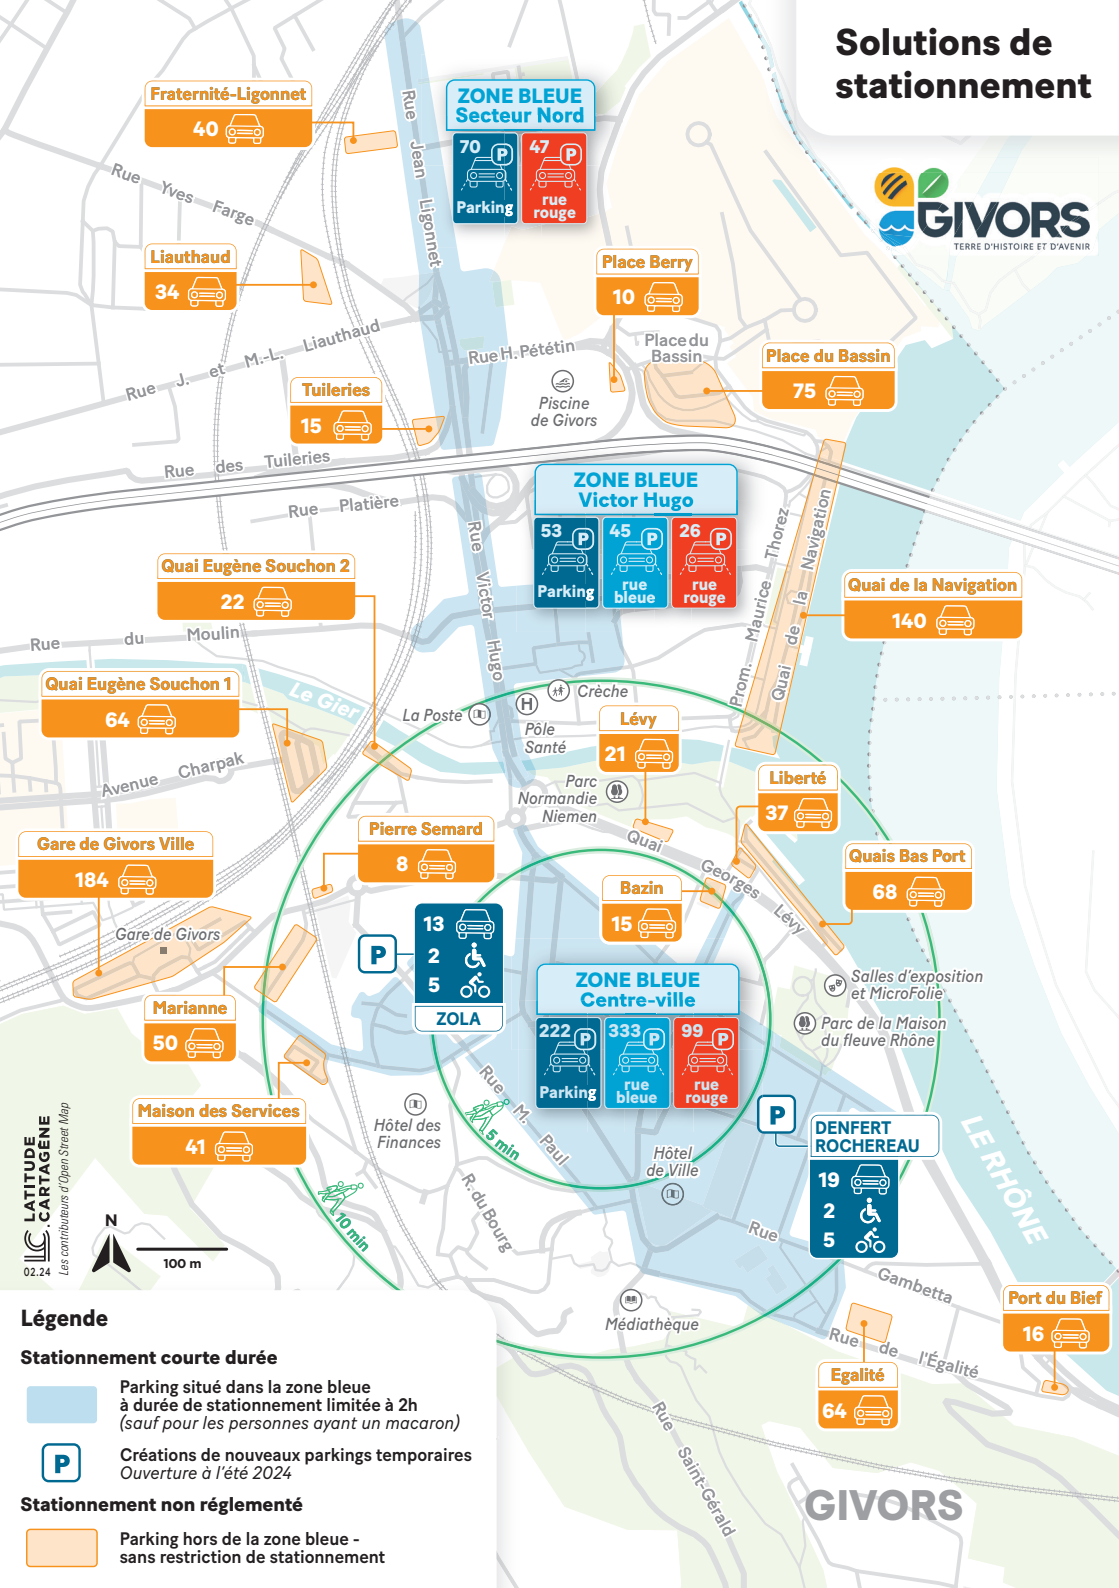 Solutions de
stationnement
GIVORS
TERRE D'HISTOIRE ET D'AVENIR
Fraternité-Ligonnet
40
ZONE BLEUE
Secteur Nord
70 P
Parking
47 P
rue
rouge
Rue Jean Ligonnet
Rue Yves Farge
Liauthaud
34
Place Berry
10
Place du
Bassin
Place du Bassin
75
Rue J. et M.-L. Liauthaud
Rue H. Pététin
Piscine
de Givors
Tuileries
15
Rue des Tuileries
Rue Platière
ZONE BLEUE
Victor Hugo
53 P
Parking
45 P
rue
bleue
26 P
rue
rouge
Rue Victor Hugo
Prom. Maurice Thorez
Quai de la Navigation
Quai Eugène Souchon 2
22
Quai de la Navigation
140
Rue du Moulin
Quai Eugène Souchon 1
64
Le Gier
La Poste
H
Crèche
Pôle
Santé
Lévy
21
Avenue Charpak
Parc
Normandie
Niemen
Liberté
37
Gare de Givors Ville
184
Pierre Semard
8
Quai Georges Lévy
Quais Bas Port
68
Bazin
15
Gare de Givors
P
13
2
5
ZOLA
ZONE BLEUE
Centre-ville
222 P
Parking
333 P
rue
bleue
99 P
rue
rouge
Salles d'exposition
et MicroFolie
Parc de la Maison
du fleuve Rhône
Marianne
50
Maison des Services
41
Hôtel des
Finances
Rue M. Paul
5 min
10 min
Hôtel
de Ville
P
DENFERT
ROCHEREAU
19
2
5
LE RHÔNE
R. du Bourg
Rue Gambetta
Médiathèque
Rue de l'Égalité
Port du Bief
16
Egalité
64
Rue Saint-Gérald
GIVORS
LATITUDE
CARTAGÈNE
Les contributeurs d'Open Street Map
02.24
N
100 m
Légende
Stationnement courte durée
Parking situé dans la zone bleue
à durée de stationnement limitée à 2h
(sauf pour les personnes ayant un macaron)
P
Créations de nouveaux parkings temporaires
Ouverture à l'été 2024
Stationnement non réglementé
Parking hors de la zone bleue -
sans restriction de stationnement